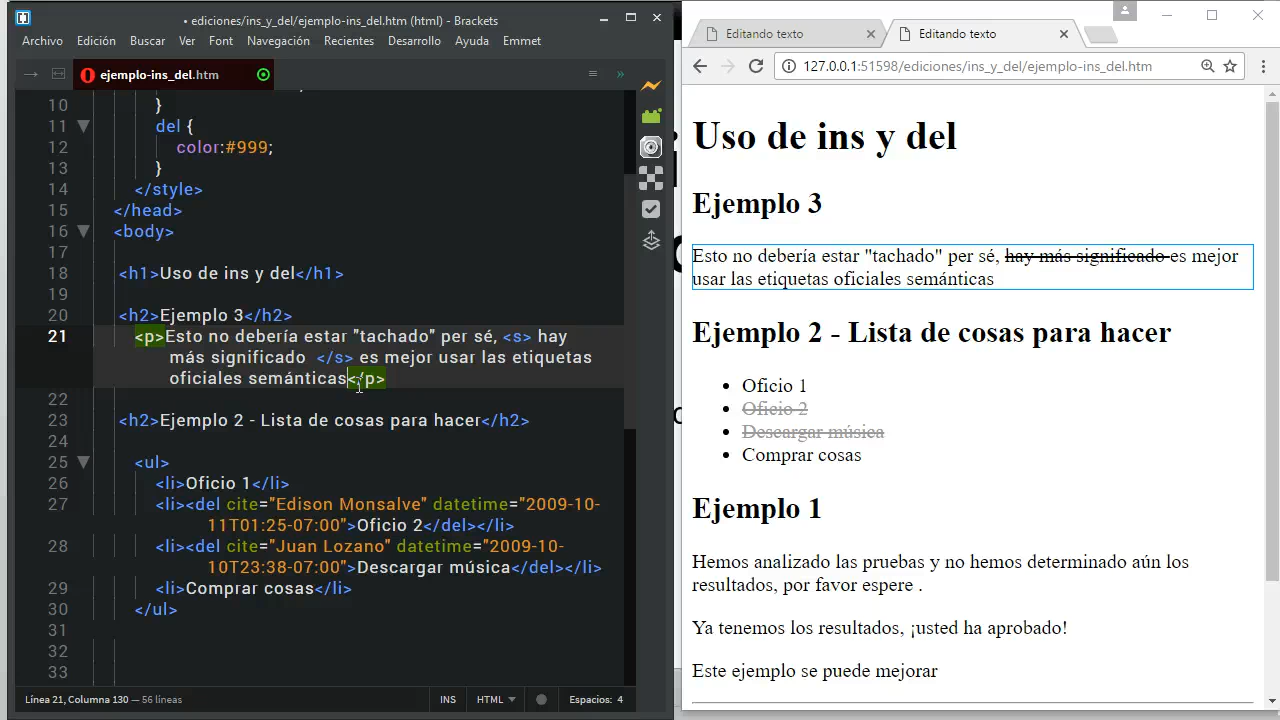 • ediciones/ins_y_del/ejemplo-ins_del.htm (html) - Brackets
Archivo Edición Buscar Ver Font Navegación Recientes Desarrollo Ayuda Emmet
ejemplo-ins_del.htm
10 }
11 del {
12 color:#999;
13 }
14 </style>
15 </head>
16 <body>
17
18 <h1>Uso de ins y del</h1>
19
20 <h2>Ejemplo 3</h2>
21 <p>Esto no debería estar "tachado" per sé, <s> hay
más significado </s> es mejor usar las etiquetas
oficiales semánticas</p>
22
23 <h2>Ejemplo 2 - Lista de cosas para hacer</h2>
24
25 <ul>
26 <li>Oficio 1</li>
27 <li><del cite="Edison Monsalve" datetime="2009-10-
11T01:25-07:00">Oficio 2</del></li>
28 <li><del cite="Juan Lozano" datetime="2009-10-
10T23:38-07:00">Descargar música</del></li>
29 <li>Comprar cosas</li>
30 </ul>
31
32
33
Línea 21, Columna 130 — 56 líneas INS HTML Espacios: 4
Editando texto Editando texto
127.0.0.1:51598/ediciones/ins_y_del/ejemplo-ins_del.htm
Uso de ins y del
Ejemplo 3
Esto no debería estar "tachado" per sé, hay más significado es mejor
usar las etiquetas oficiales semánticas
Ejemplo 2 - Lista de cosas para hacer
• Oficio 1
• Oficio 2
• Descargar música
• Comprar cosas
Ejemplo 1
Hemos analizado las pruebas y no hemos determinado aún los
resultados, por favor espere .
Ya tenemos los resultados, ¡usted ha aprobado!
Este ejemplo se puede mejorar